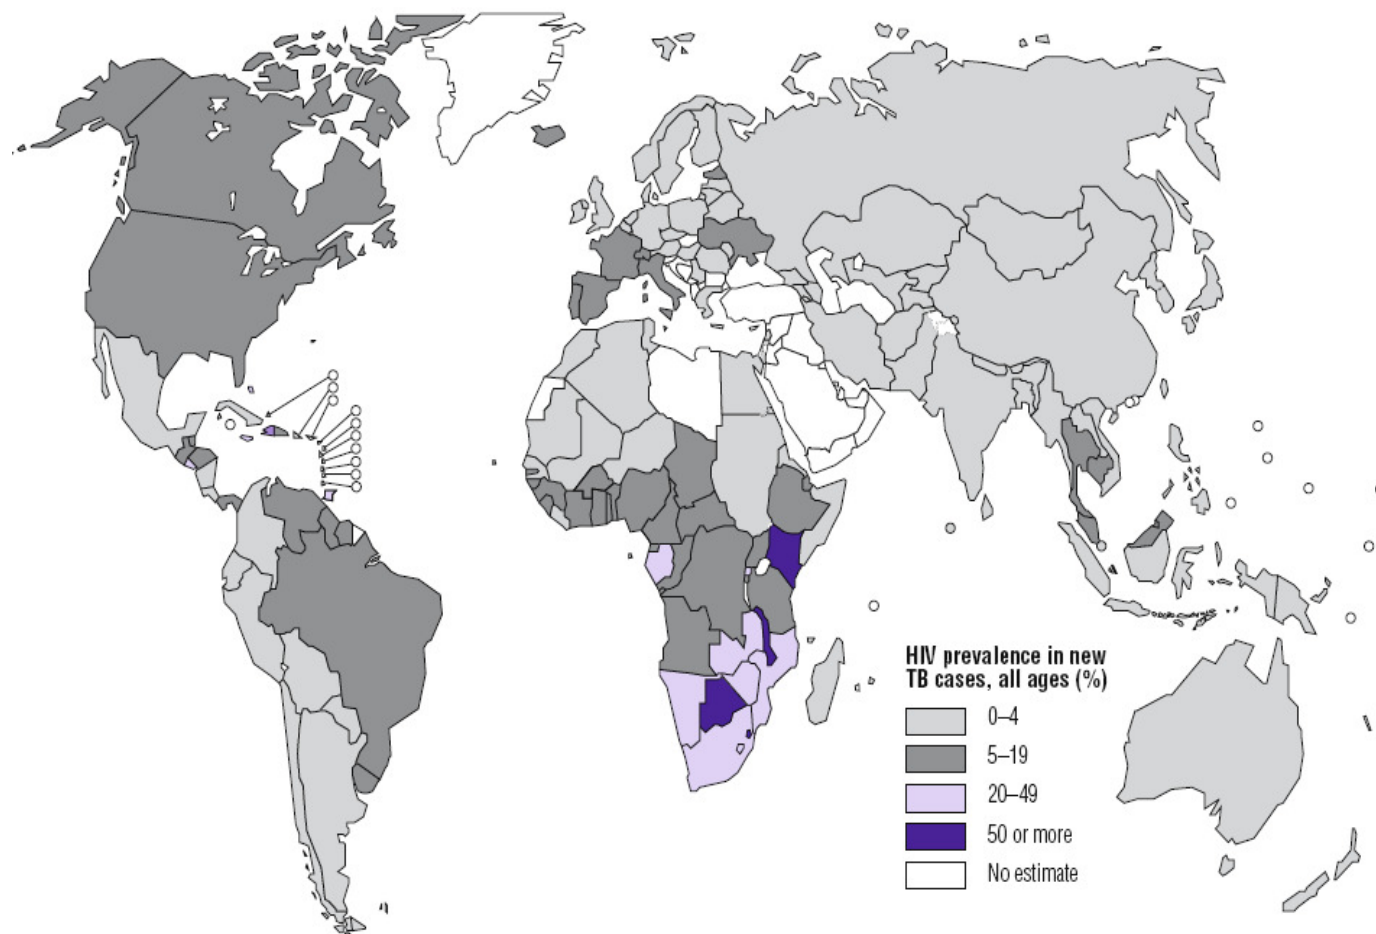 HIV prevalence in new
TB cases, all ages (%)
0–4
5–19
20–49
50 or more
No estimate